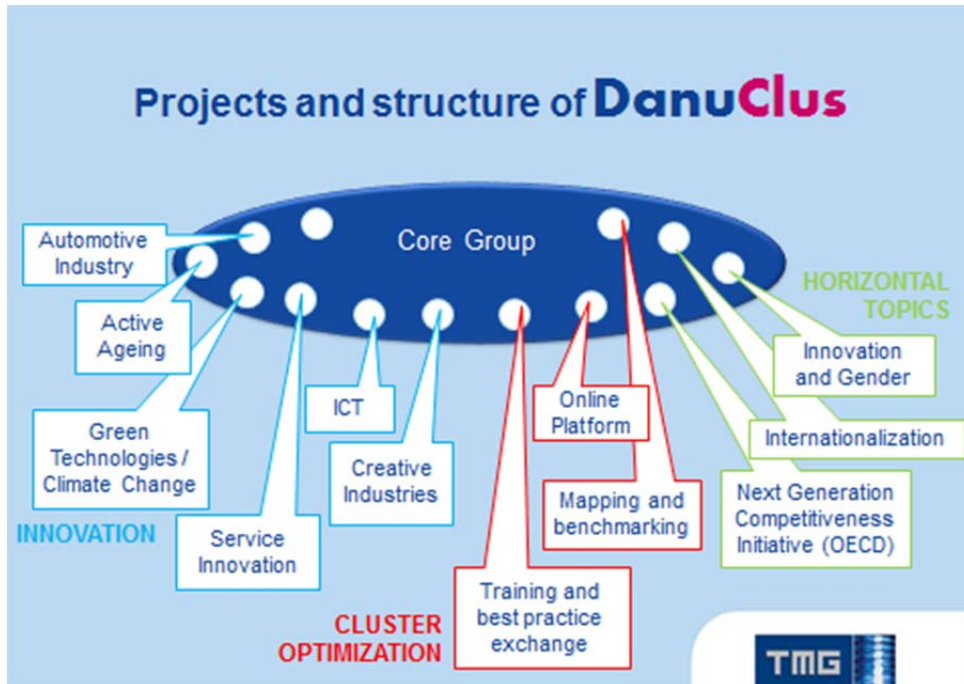 Projects and structure of DanuClus
Core Group
Automotive
Industry
Active
Ageing
Green
Technologies /
Climate Change
INNOVATION
Service
Innovation
ICT
Creative
Industries
CLUSTER
OPTIMIZATION
Training and
best practice
exchange
Online
Platform
Mapping and
benchmarking
HORIZONTAL
TOPICS
Innovation
and Gender
Internationalization
Next Generation
Competitiveness
Initiative (OECD)
TMG